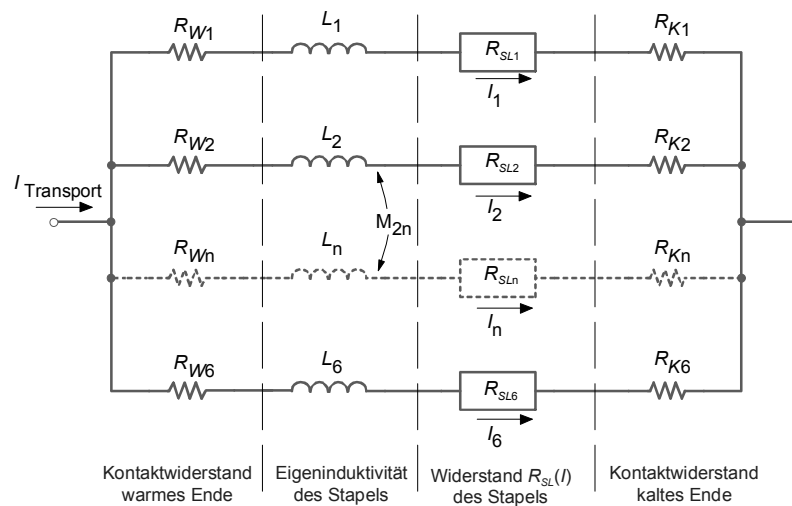 R_W1 L_1 R_SL1 R_K1
I_1
R_W2 L_2 R_SL2 R_K2
I_Transport
I_2
M_2n
R_Wn L_n R_SLn R_Kn
I_n
R_W6 L_6 R_SL6 R_K6
I_6
Kontaktwiderstand Eigeninduktivität Widerstand R_SL(I) Kontaktwiderstand
warmes Ende des Stapels des Stapels kaltes Ende